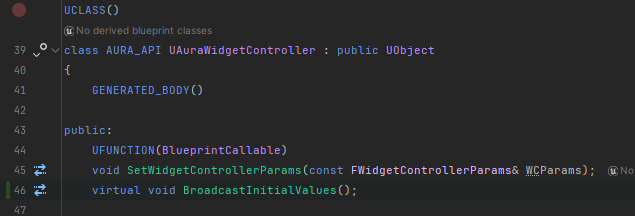 UCLASS()
No derived blueprint classes
39 class AURA_API UAuraWidgetController : public UObject
40 {
41 GENERATED_BODY()
42
43 public:
44 UFUNCTION(BlueprintCallable)
45 void SetWidgetControllerParams(const FWidgetControllerParams& WCParams); No
46 virtual void BroadcastInitialValues();
47